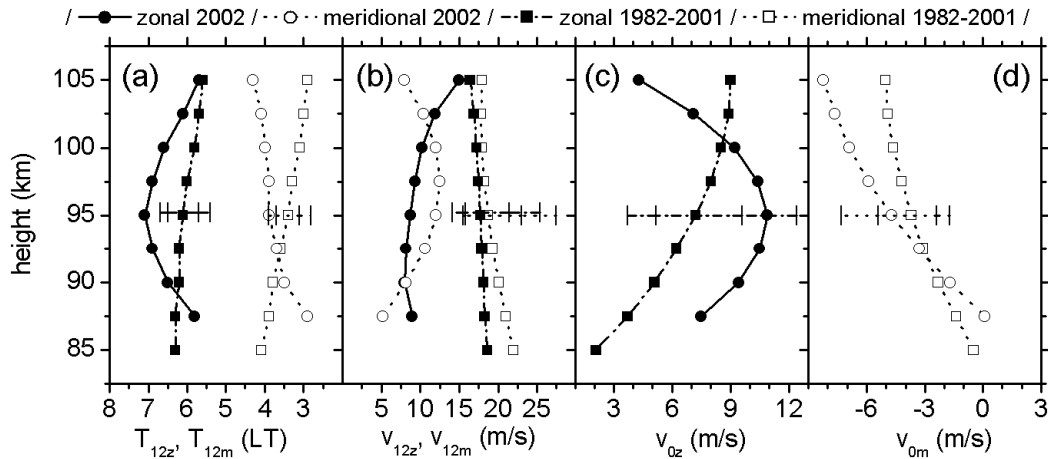 / zonal 2002 / meridional 2002 / zonal 1982-2001 / meridional 1982-2001 /
(a) (b) (c) (d)
height (km)
105
100
95
90
85
8 7 6 5 4 3 5 10 15 20 25 3 6 9 12 -6 -3 0 3
T12z, T12m (LT) v12z, v12m (m/s) v0z (m/s) v0m (m/s)